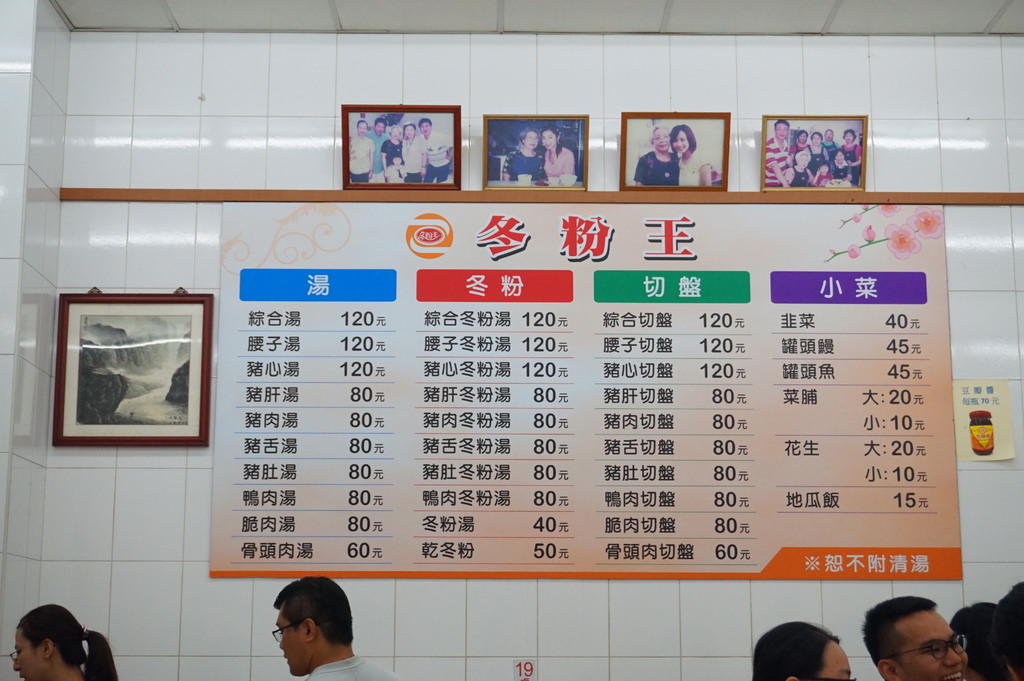 冬粉王
冬粉王
湯
綜合湯 120元
腰子湯 120元
豬心湯 120元
豬肝湯 80元
豬肉湯 80元
豬舌湯 80元
豬肚湯 80元
鴨肉湯 80元
脆肉湯 80元
骨頭肉湯 60元
冬粉
綜合冬粉湯 120元
腰子冬粉湯 120元
豬心冬粉湯 120元
豬肝冬粉湯 80元
豬肉冬粉湯 80元
豬舌冬粉湯 80元
豬肚冬粉湯 80元
鴨肉冬粉湯 80元
冬粉湯 40元
乾冬粉 50元
切盤
綜合切盤 120元
腰子切盤 120元
豬心切盤 120元
豬肝切盤 80元
豬肉切盤 80元
豬舌切盤 80元
豬肚切盤 80元
鴨肉切盤 80元
脆肉切盤 80元
骨頭肉切盤 60元
小菜
韭菜 40元
罐頭鰻 45元
罐頭魚 45元
菜脯 大:20元
小:10元
花生 大:20元
小:10元
地瓜飯 15元
※恕不附清湯
豆瓣醬
每瓶70元
19